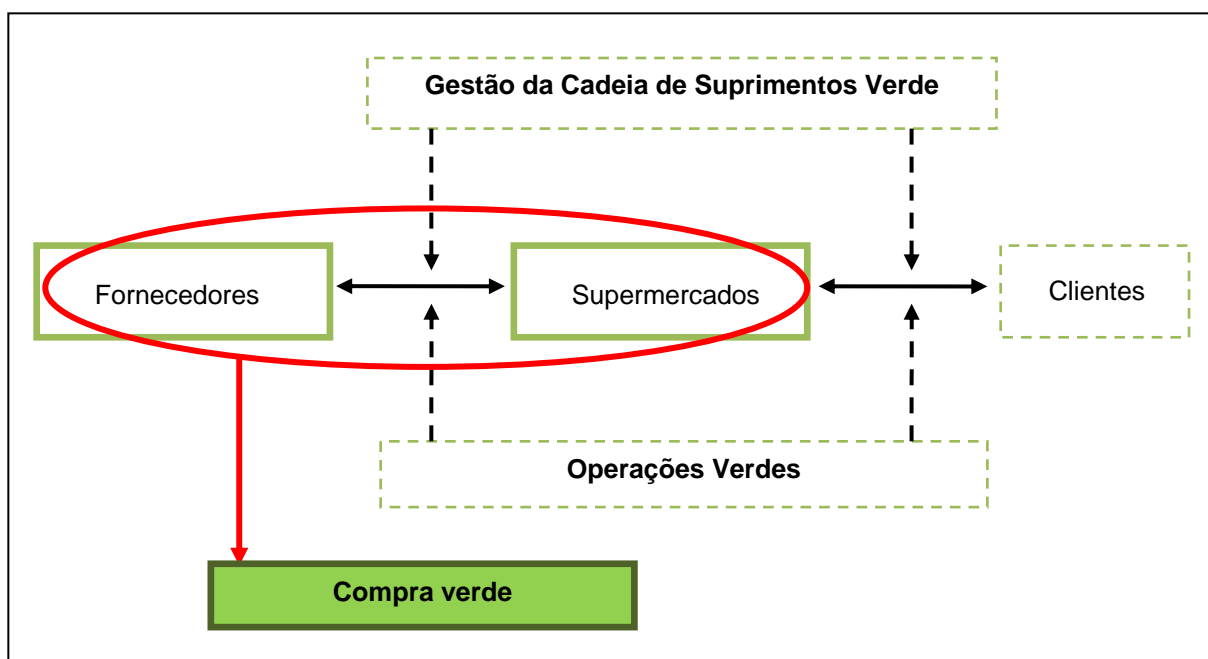 Gestão da Cadeia de Suprimentos Verde
Fornecedores
Supermercados
Clientes
Operações Verdes
Compra verde